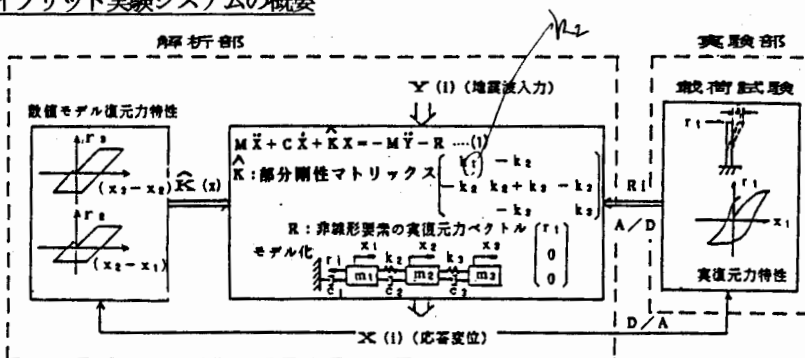 イブリッド実験システムの概要
解析部
k2
実験部
Y(i)(地震波入力)
数値モデル復元力特性
r3
(x3−x2)
r2
(x2−x1)
K̂(x)
MẌ+CẊ+K̂X=−MŸ−R ····(1)
K̂:部分剛性マトリックス
k1 −k2
−k2 k2+k3 −k3
−k3 k3
R:非線形要素の実復元力ベクトル
r1
0
0
モデル化
x1 x2 x3
r1 k2 k3
m1 m2 m3
c1 c2 c3
Ri
A/D
載荷試験
r1
r1
x1
実復元力特性
D/A
X(i)(応答変位)